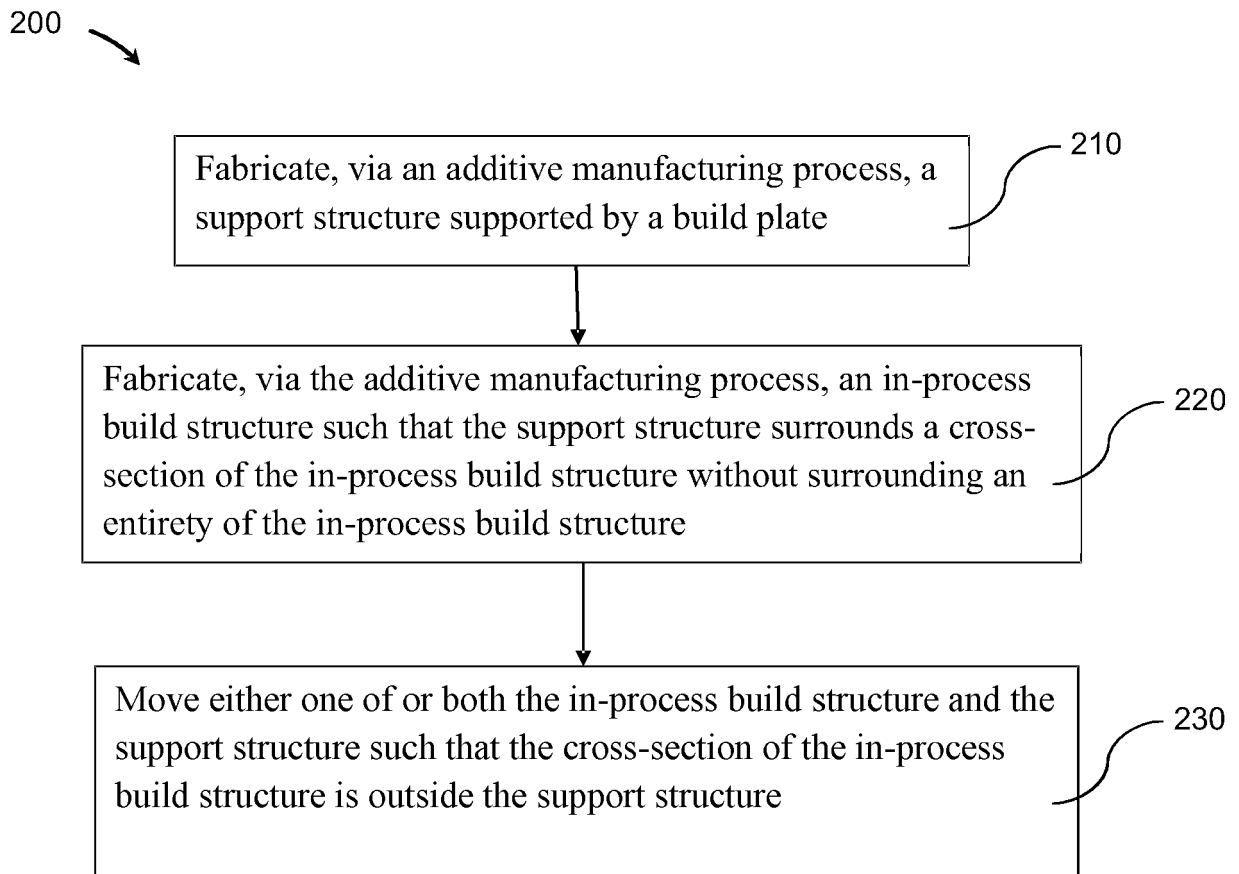 200
210
Fabricate, via an additive manufacturing process, a
support structure supported by a build plate
Fabricate, via the additive manufacturing process, an in-process
build structure such that the support structure surrounds a cross-
section of the in-process build structure without surrounding an
entirety of the in-process build structure
220
Move either one of or both the in-process build structure and the
support structure such that the cross-section of the in-process
build structure is outside the support structure
230